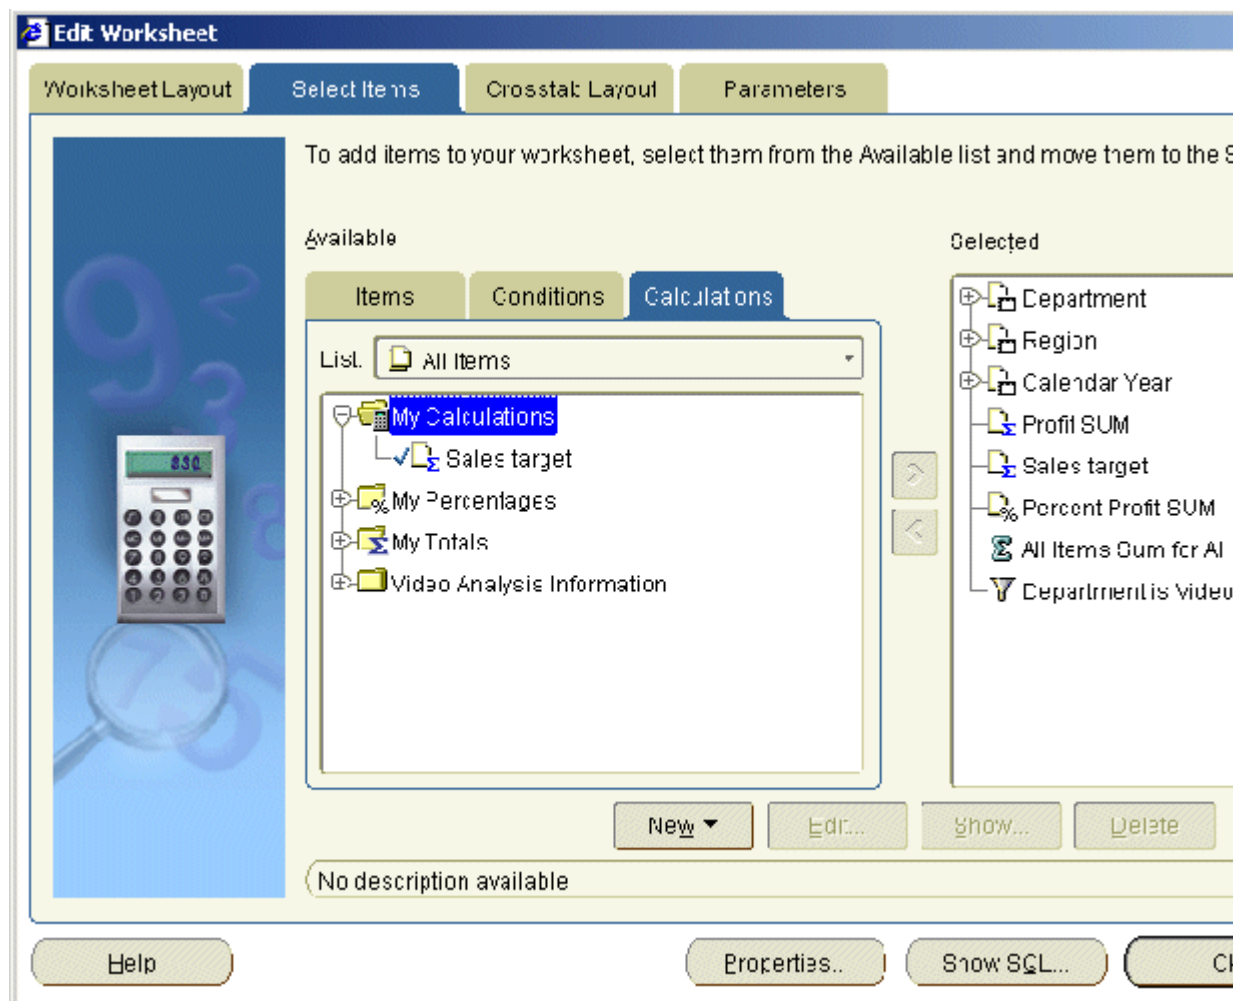 Edit Worksheet
Worksheet Layout Select Items Crosstab Layout Parameters
To add items to your worksheet, select them from the Available list and move them to the S
Available
Selected
Items Conditions Calculations
List: All Items
My Calculations
Sales target
My Percentages
My Totals
Video Analysis Information
Department
Region
Calendar Year
Profit SUM
Sales target
Percent Profit SUM
All Items Sum for Al
Department is Video
New Edit... Show... Delete
No description available
Help Properties.. Show SQL...